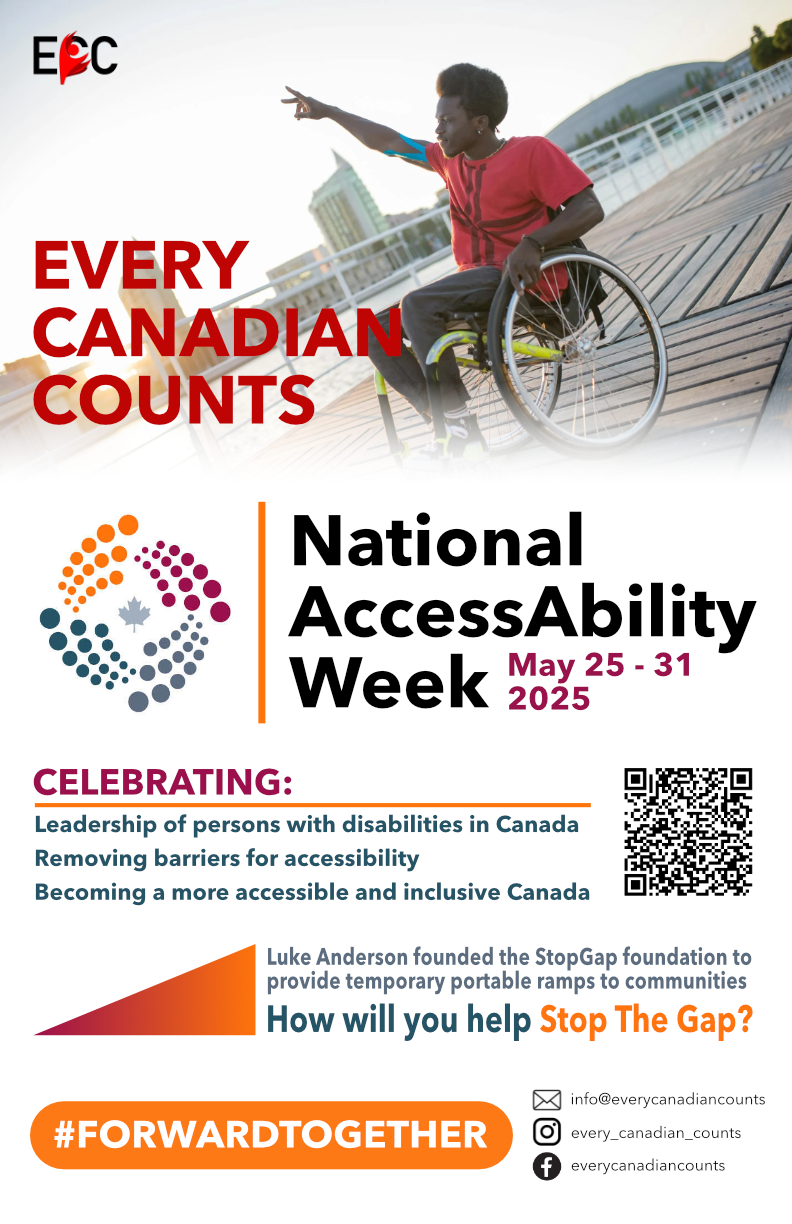 ECC
EVERY
CANADIAN
COUNTS
National
AccessAbility
Week
May 25 - 31
2025
CELEBRATING:
Leadership of persons with disabilities in Canada
Removing barriers for accessibility
Becoming a more accessible and inclusive Canada
Luke Anderson founded the StopGap foundation to
provide temporary portable ramps to communities
How will you help Stop The Gap?
#FORWARDTOGETHER
info@everycanadiancounts
every_canadian_counts
everycanadiancounts